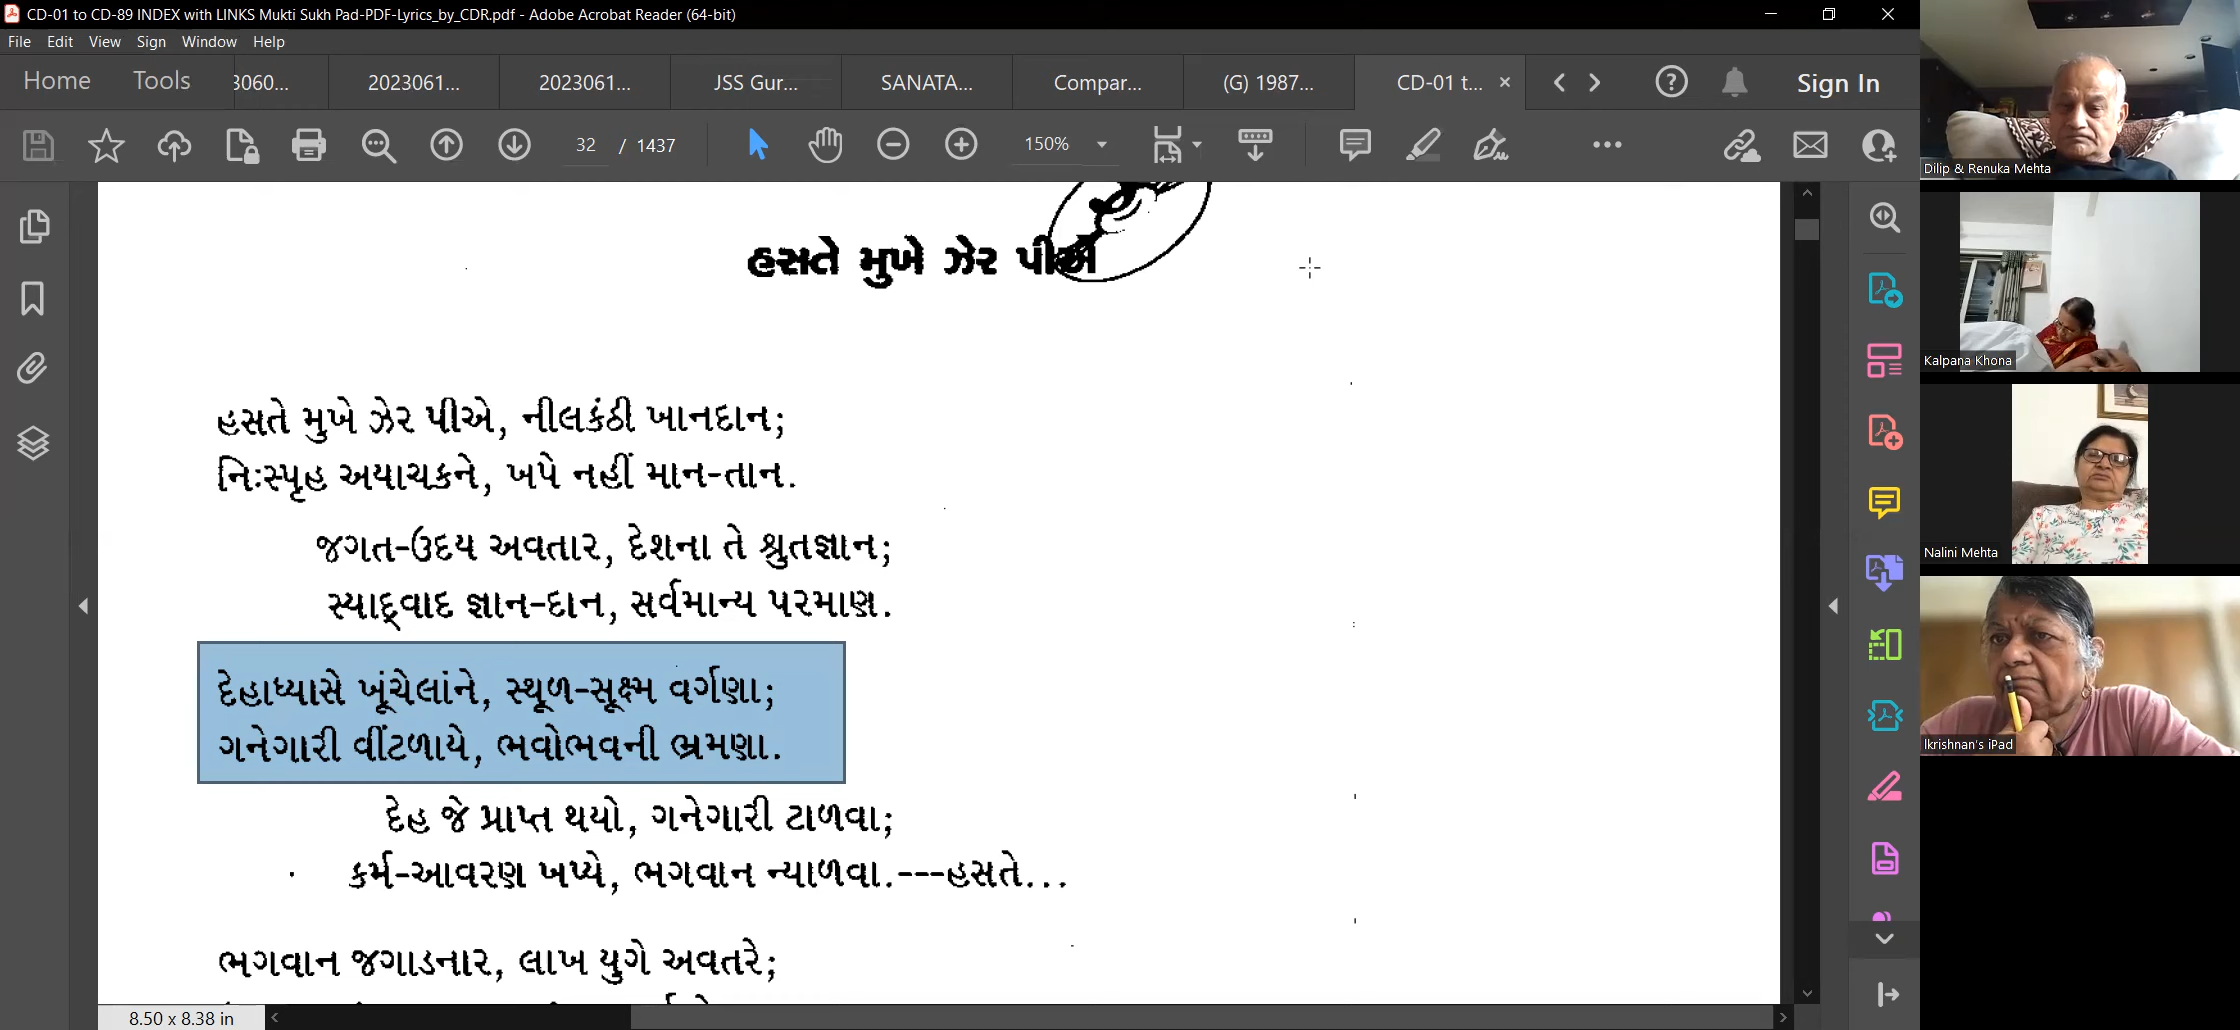 CD-01 to CD-89 INDEX with LINKS Mukti Sukh Pad-PDF-Lyrics_by_CDR.pdf - Adobe Acrobat Reader (64-bit)
File Edit View Sign Window Help
Home Tools 3060... 2023061... 2023061... JSS Gur... SANATA... Compar... (G) 1987... CD-01 t... Sign In
32 / 1437 150%
હસતે મુખે ઝેર પીએ
હસતે મુખે ઝેર પીએ, નીલકંઠી ખાનદાન;
નિઃસ્પૃહ અયાચકને, ખપે નહીં માન-તાન.
જગત-ઉદય અવતાર, દેશના તે શ્રુતજ્ઞાન;
સ્યાદ્‌વાદ જ્ઞાન-દાન, સર્વમાન્ય પરમાણ.
દેહાધ્યાસે ખૂંચેલાંને, સ્થૂળ-સૂક્ષ્મ વર્ગણા;
ગનેગારી વીંટળાયે, ભવોભવની ભ્રમણા.
દેહ જે પ્રાપ્ત થયો, ગનેગારી ટાળવા;
કર્મ-આવરણ ખપ્યે, ભગવાન ન્યાળવા.---હસતે...
ભગવાન જગાડનાર, લાખ યુગે અવતરે;
8.50 x 8.38 in
Dilip & Renuka Mehta
Kalpana Khona
Nalini Mehta
lkrishnan's iPad